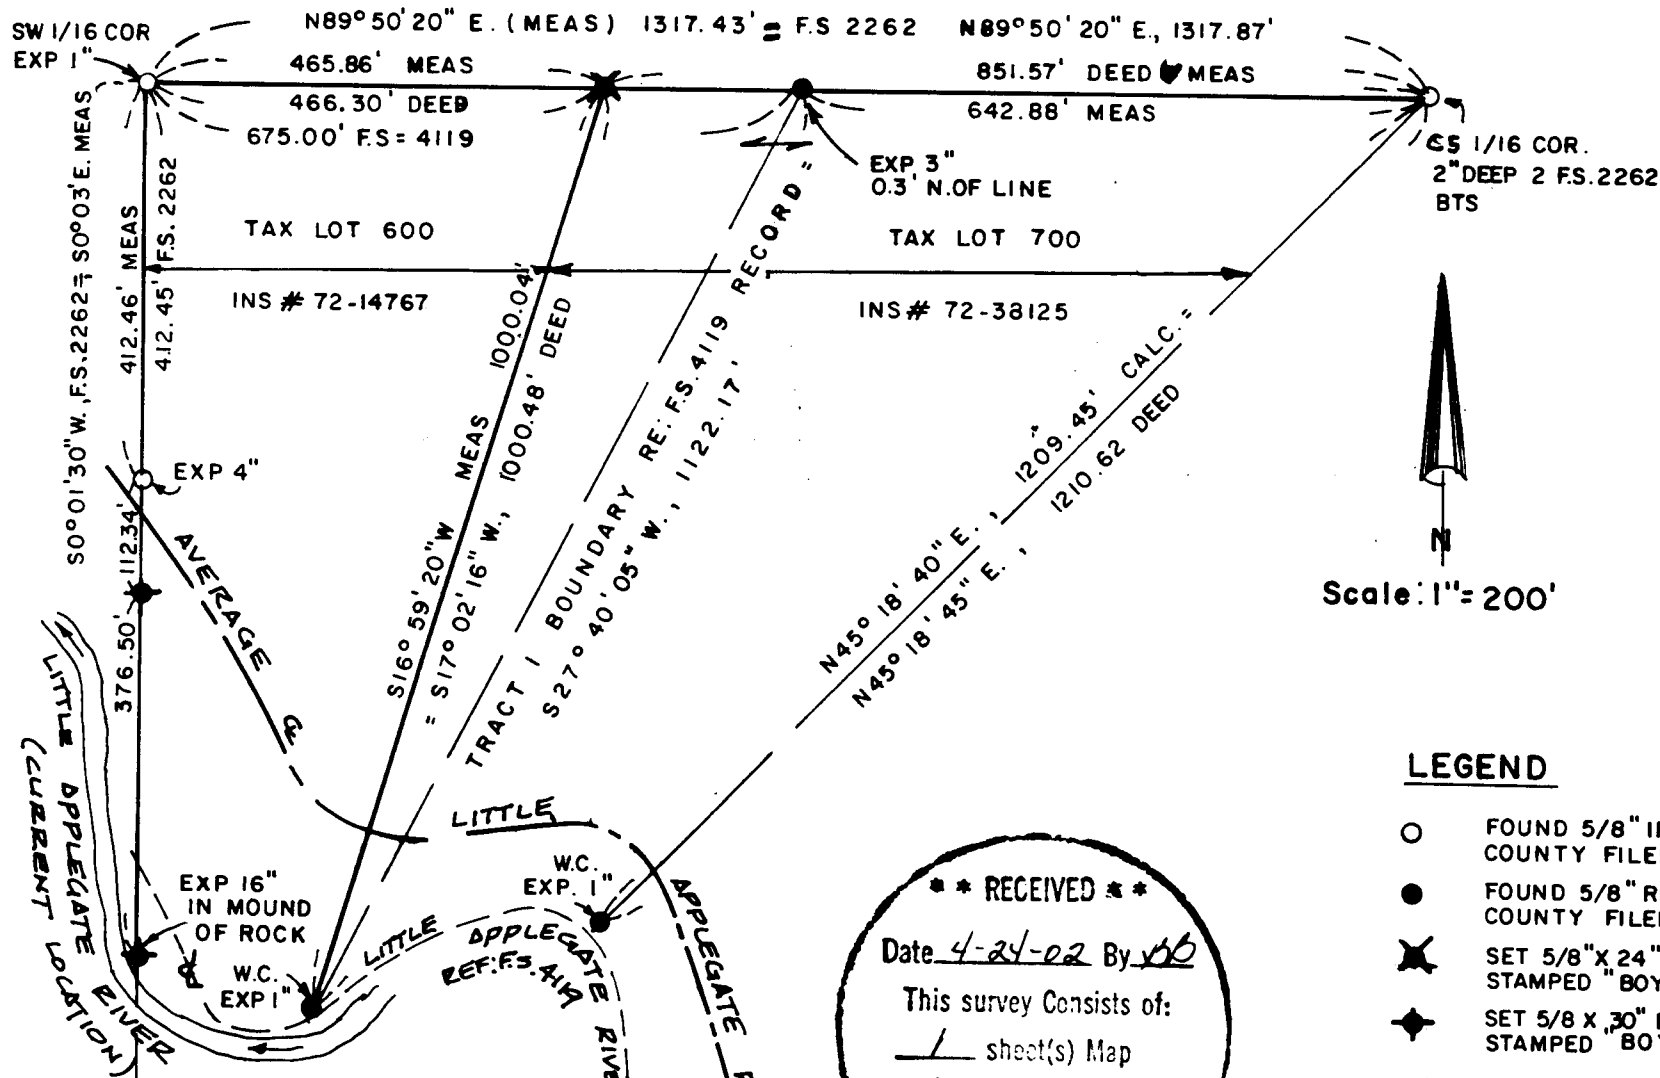 N89°50'20" E. (MEAS) 1317.43' = F.S 2262 N89°50'20" E., 1317.87'
SW 1/16 COR
EXP 1"
465.86' MEAS
466.30' DEED
675.00' F.S = 4119
851.57' DEED MEAS
642.88' MEAS
CS 1/16 COR.
2" DEEP 2 F.S. 2262
BTS
EXP 3"
0.3' N. OF LINE
S0°01'30" W., F.S. 2262 = S0°03' E. MEAS
412.46' MEAS
412.45' F.S. 2262
TAX LOT 600
INS # 72-14767
TAX LOT 700
INS # 72-38125
S16° 59' 20" W MEAS 1000.04'
= S17° 02' 16" W., 1000.48' DEED
TRACT 1 BOUNDARY RE: F.S. 4119 RECORD =
S27° 40' 05" W., 1122.17'
N45° 18' 40" E., 1209.45' CALC. =
N45° 18' 45" E., 1210.62 DEED
N
Scale: 1" = 200'
EXP 4"
112.34'
376.50'
AVERAGE
LITTLE
APPLEGATE
LITTLE APPLEGATE RIVER
(CURRENT LOCATION)
EXP 16"
IN MOUND
OF ROCK
W.C.
EXP 1"
W.C.
EXP. 1"
LITTLE APPLEGATE RIVE
REF: F.S. 4119
* * RECEIVED * *
Date 4-24-02 By BB
This survey Consists of:
1 sheet(s) Map
LEGEND
FOUND 5/8" I
COUNTY FILE
FOUND 5/8" R
COUNTY FILE
SET 5/8" X 24"
STAMPED "BOY
SET 5/8 X 30"
STAMPED "BOY